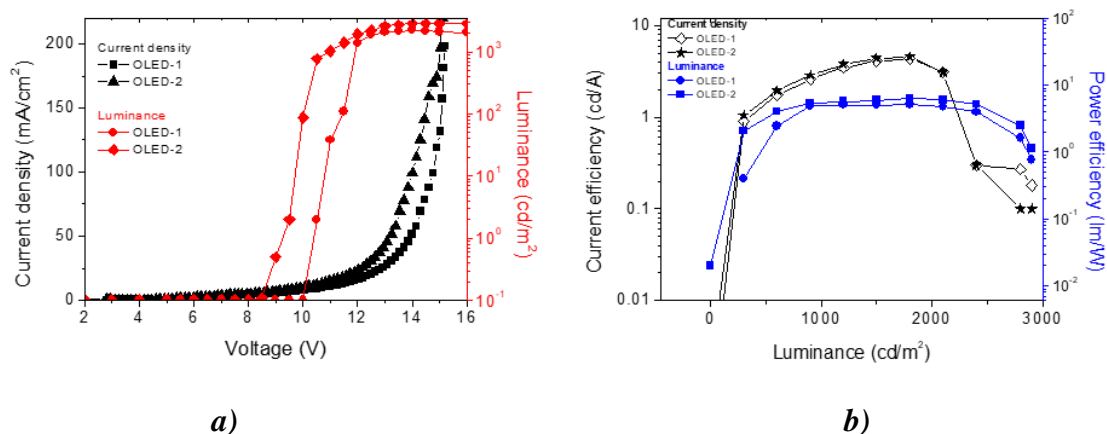 200
150
100
50
0
Current density (mA/cm²)
2 4 6 8 10 12 14 16
Voltage (V)
10³
10²
10¹
10⁰
10⁻¹
Luminance (cd/m²)
Current density
OLED-1
OLED-2
Luminance
OLED-1
OLED-2
a)
10
1
0.1
0.01
Current efficiency (cd/A)
0 1000 2000 3000
Luminance (cd/m²)
10²
10¹
10⁰
10⁻¹
10⁻²
Power efficiency (lm/W)
Current density
OLED-1
OLED-2
Luminance
OLED-1
OLED-2
b)